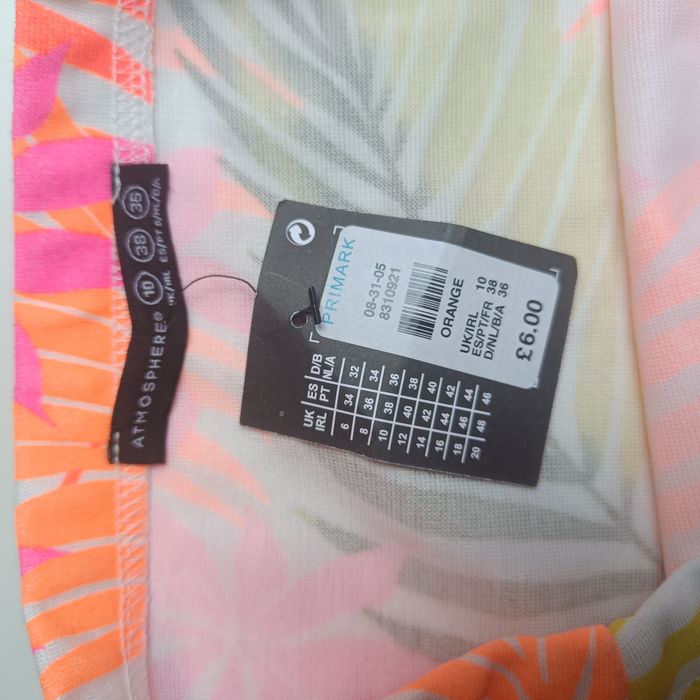 ATMOSPHERE®
10 38 36
UK/IRL ES/PT D/NL/B/A
PRIMARK
08-31-05
8310921
ORANGE
UK/IRL 10
ES/PT/FR 38
D/NL/B/A 36
£6.00
UK ES D/B
IRL PT NL/A
6 34 32
8 36 34
10 38 36
12 40 38
14 42 40
16 44 42
18 46 44
20 48 46